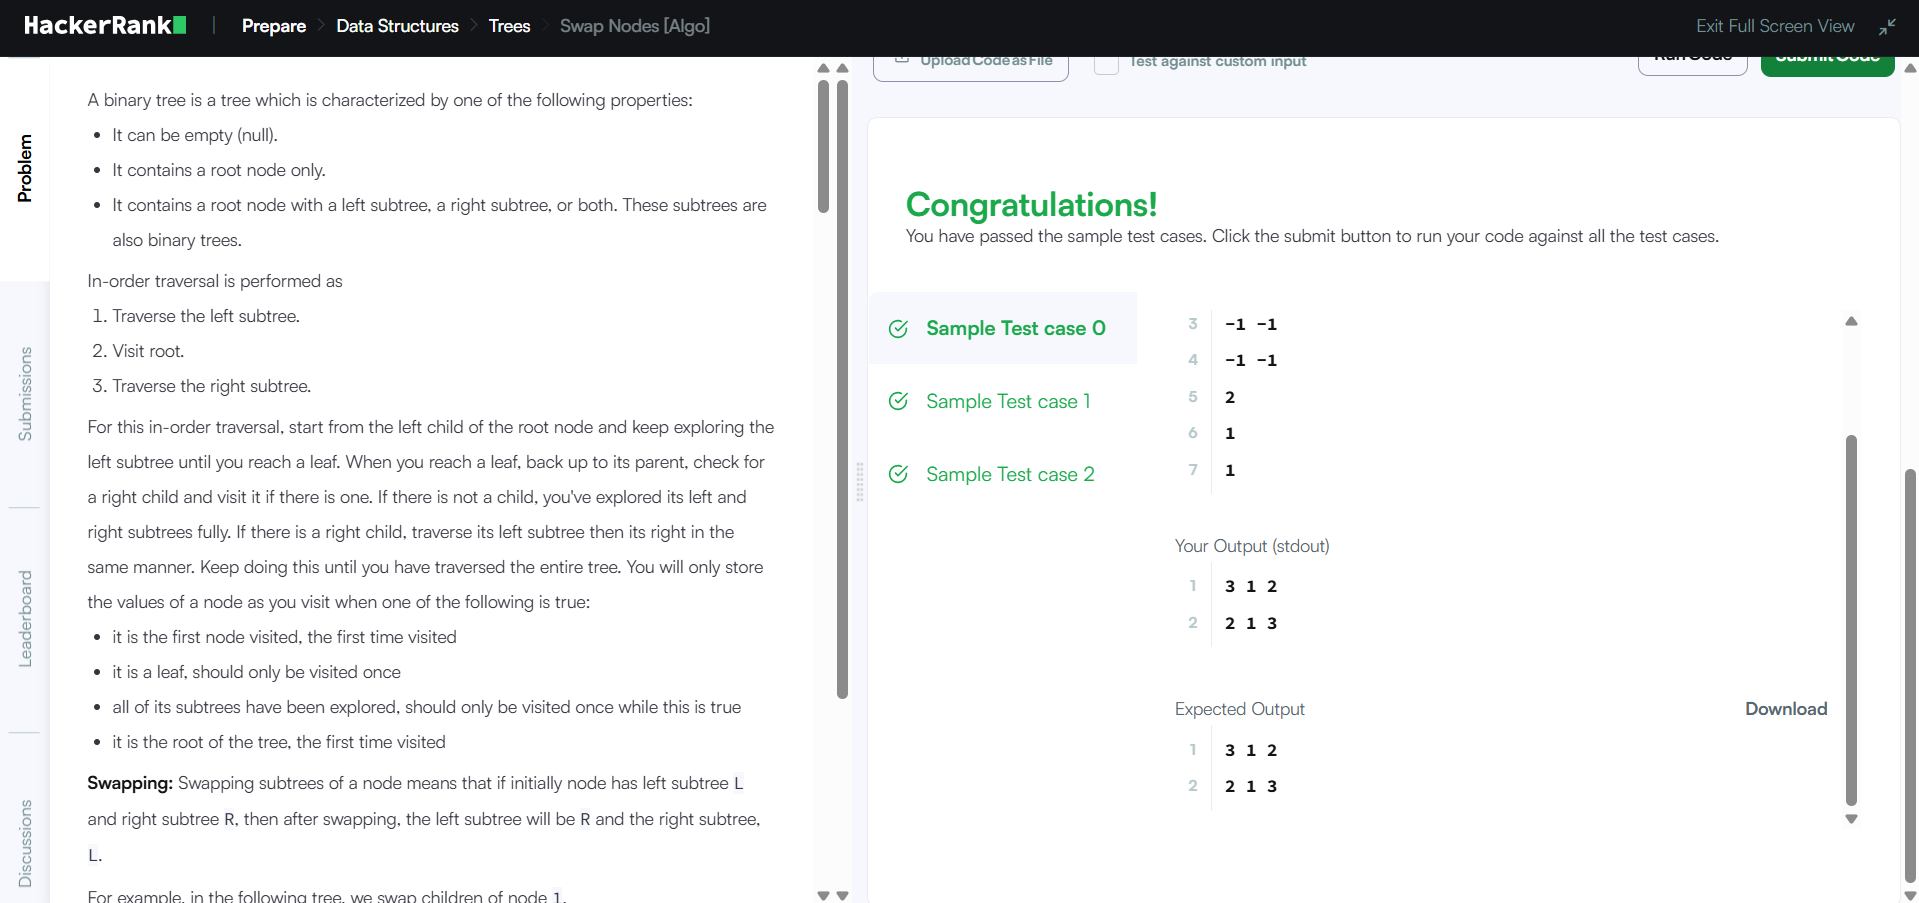 HackerRank
Prepare
Data Structures
Trees
Swap Nodes [Algo]
Exit Full Screen View
Problem
Submissions
Leaderboard
Discussions
A binary tree is a tree which is characterized by one of the following properties:
• It can be empty (null).
• It contains a root node only.
• It contains a root node with a left subtree, a right subtree, or both. These subtrees are
also binary trees.
In-order traversal is performed as
1. Traverse the left subtree.
2. Visit root.
3. Traverse the right subtree.
For this in-order traversal, start from the left child of the root node and keep exploring the
left subtree until you reach a leaf. When you reach a leaf, back up to its parent, check for
a right child and visit it if there is one. If there is not a child, you've explored its left and
right subtrees fully. If there is a right child, traverse its left subtree then its right in the
same manner. Keep doing this until you have traversed the entire tree. You will only store
the values of a node as you visit when one of the following is true:
• it is the first node visited, the first time visited
• it is a leaf, should only be visited once
• all of its subtrees have been explored, should only be visited once while this is true
• it is the root of the tree, the first time visited
Swapping: Swapping subtrees of a node means that if initially node has left subtree L
and right subtree R, then after swapping, the left subtree will be R and the right subtree,
L.
For example, in the following tree, we swap children of node 1.
Upload Code as File
Test against custom input
Run Code
Submit Code
Congratulations!
You have passed the sample test cases. Click the submit button to run your code against all the test cases.
Sample Test case 0
Sample Test case 1
Sample Test case 2
3 -1 -1
4 -1 -1
5 2
6 1
7 1
Your Output (stdout)
1 3 1 2
2 2 1 3
Expected Output
Download
1 3 1 2
2 2 1 3